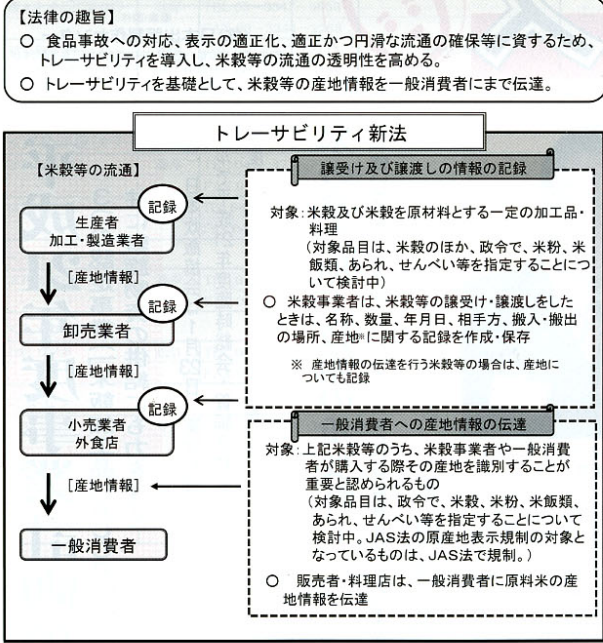 【法律の趣旨】
○ 食品事故への対応、表示の適正化、適正かつ円滑な流通の確保等に資するため、
トレーサビリティを導入し、米穀等の流通の透明性を高める。
○ トレーサビリティを基礎として、米穀等の産地情報を一般消費者にまで伝達。
トレーサビリティ新法
【米穀等の流通】
記録
生産者
加工・製造業者
[産地情報]
記録
卸売業者
[産地情報]
記録
小売業者
外食店
[産地情報]
一般消費者
譲受け及び譲渡しの情報の記録
対象:米穀及び米穀を原材料とする一定の加工品・
料理
(対象品目は、米穀のほか、政令で、米粉、米
飯類、あられ、せんべい等を指定することにつ
いて検討中)
○ 米穀事業者は、米穀等の譲受け・譲渡しをした
ときは、名称、数量、年月日、相手方、搬入・搬出
の場所、産地※に関する記録を作成・保存
※ 産地情報の伝達を行う米穀等の場合は、産地に
ついても記録
一般消費者への産地情報の伝達
対象:上記米穀等のうち、米穀事業者や一般消費
者が購入する際その産地を識別することが
重要と認められるもの
(対象品目は、政令で、米穀、米粉、米飯類、
あられ、せんべい等を指定することについて
検討中。JAS法の原産地表示規制の対象と
なっているものは、JAS法で規制。)
○ 販売者・料理店は、一般消費者に原料米の産
地情報を伝達